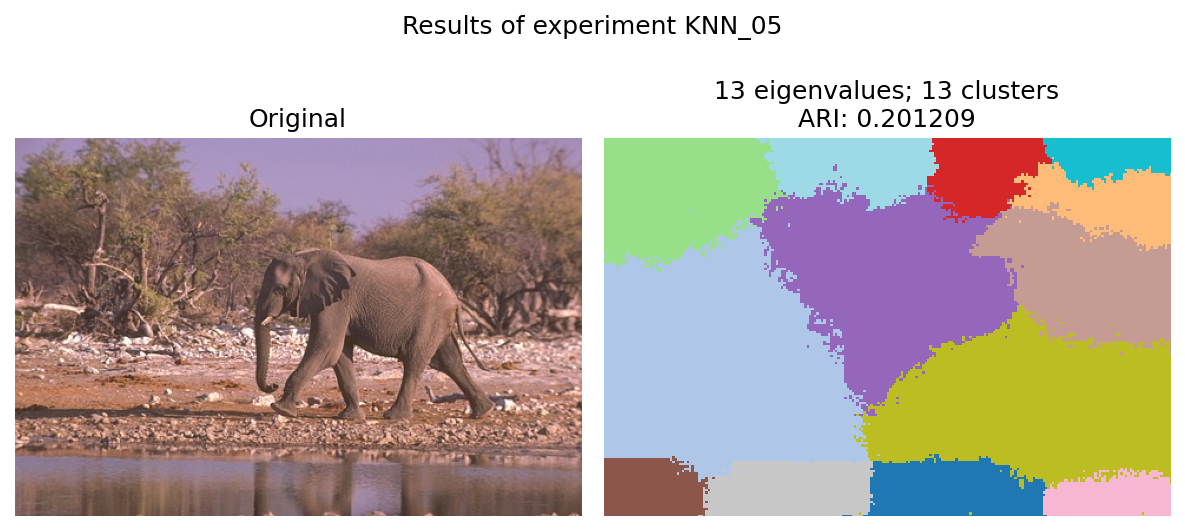 Results of experiment KNN_05
Original
13 eigenvalues; 13 clusters
ARI: 0.201209